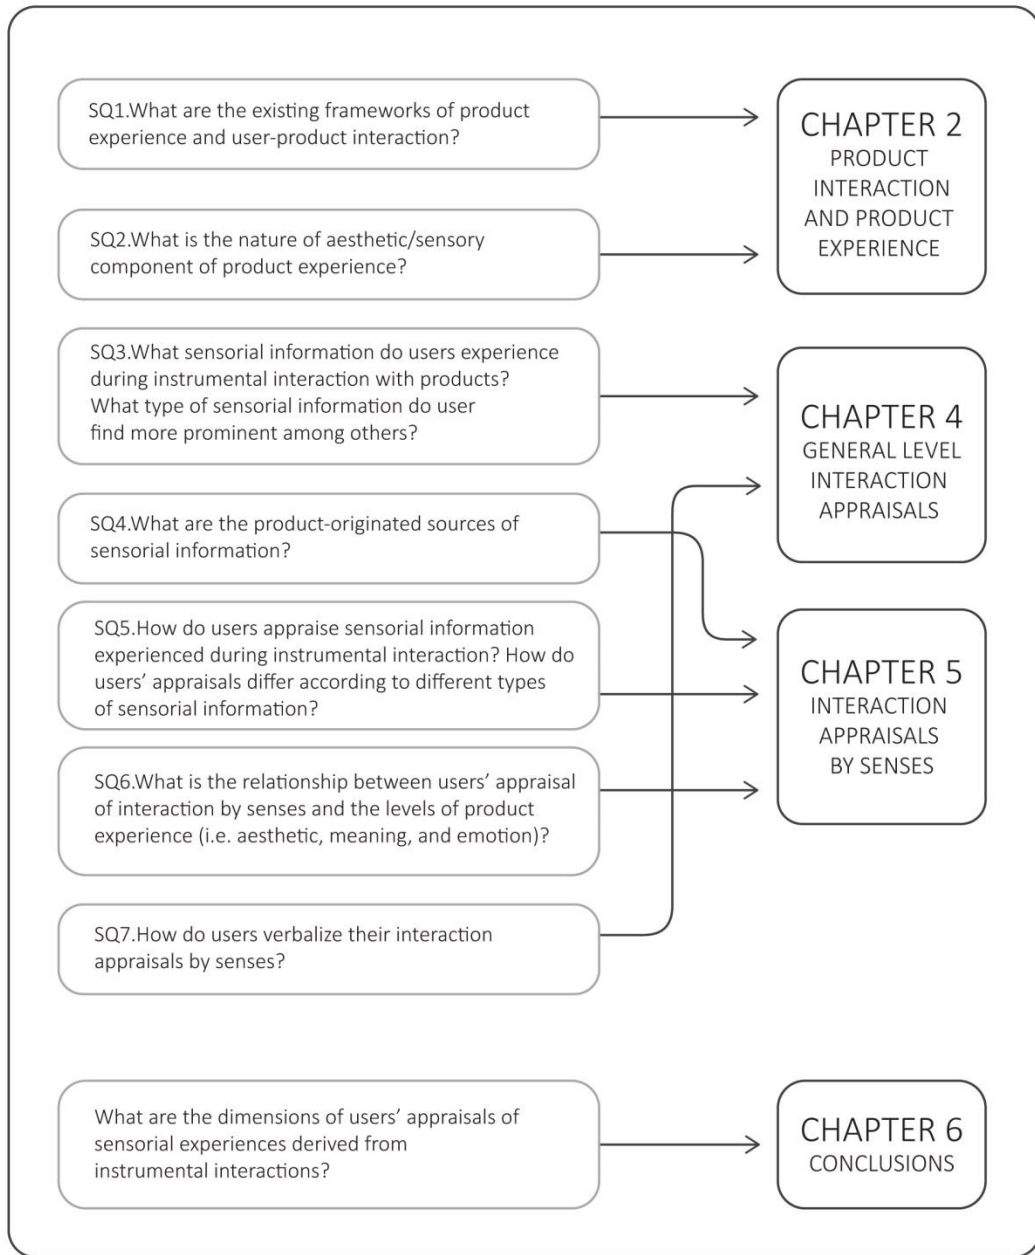 SQ1.What are the existing frameworks of product
experience and user-product interaction?
SQ2.What is the nature of aesthetic/sensory
component of product experience?
CHAPTER 2
PRODUCT
INTERACTION
AND PRODUCT
EXPERIENCE
SQ3.What sensorial information do users experience
during instrumental interaction with products?
What type of sensorial information do user
find more prominent among others?
CHAPTER 4
GENERAL LEVEL
INTERACTION
APPRAISALS
SQ4.What are the product-originated sources of
sensorial information?
SQ5.How do users appraise sensorial information
experienced during instrumental interaction? How do
users’ appraisals differ according to different types
of sensorial information?
CHAPTER 5
INTERACTION
APPRAISALS
BY SENSES
SQ6.What is the relationship between users’ appraisal
of interaction by senses and the levels of product
experience (i.e. aesthetic, meaning, and emotion)?
SQ7.How do users verbalize their interaction
appraisals by senses?
What are the dimensions of users’ appraisals of
sensorial experiences derived from
instrumental interactions?
CHAPTER 6
CONCLUSIONS